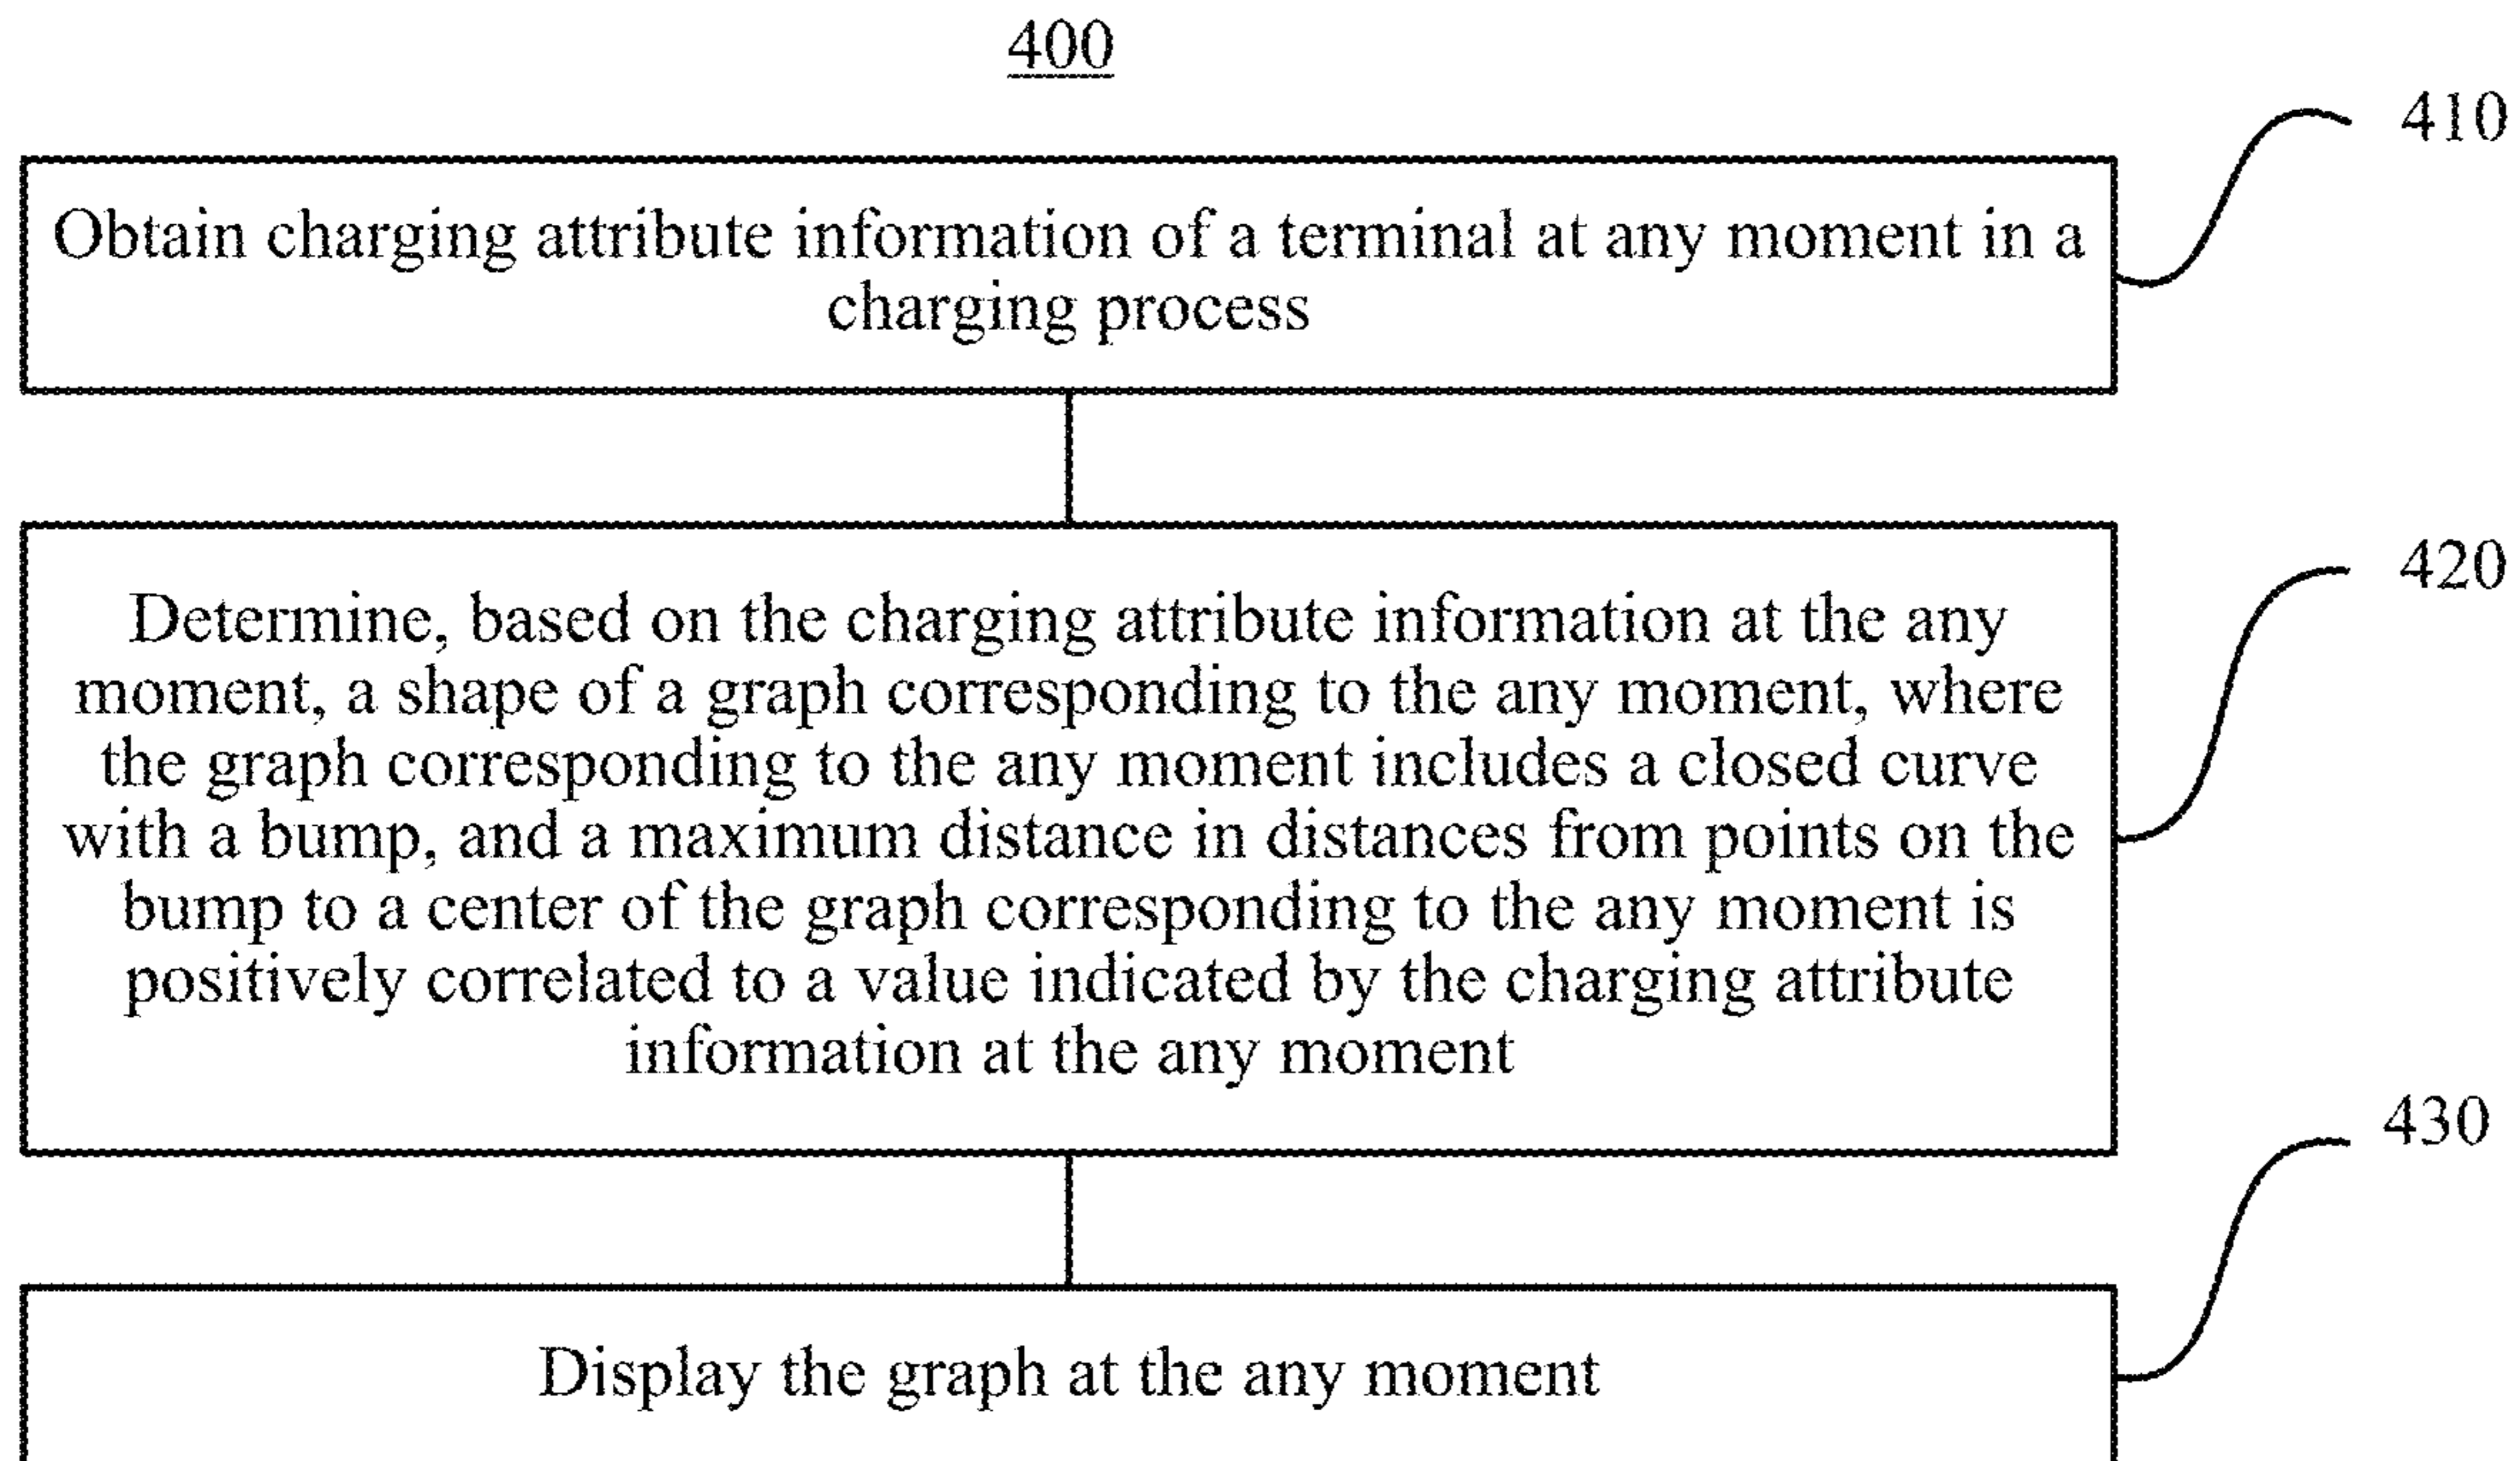 400
410
Obtain charging attribute information of a terminal at any moment in a
charging process
420
Determine, based on the charging attribute information at the any
moment, a shape of a graph corresponding to the any moment, where
the graph corresponding to the any moment includes a closed curve
with a bump, and a maximum distance in distances from points on the
bump to a center of the graph corresponding to the any moment is
positively correlated to a value indicated by the charging attribute
information at the any moment
430
Display the graph at the any moment